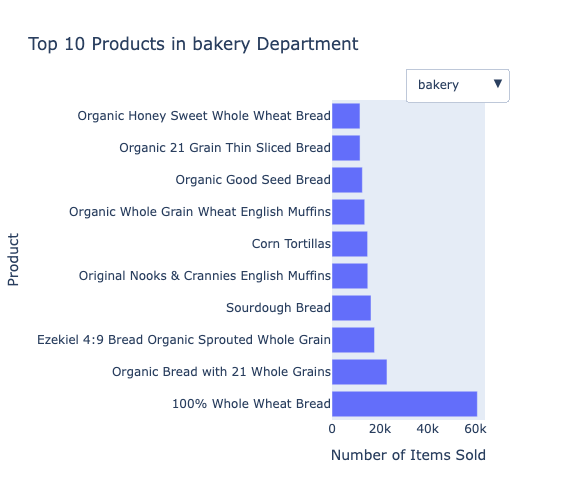 Top 10 Products in bakery Department
bakery ▼
Organic Honey Sweet Whole Wheat Bread
Organic 21 Grain Thin Sliced Bread
Organic Good Seed Bread
Organic Whole Grain Wheat English Muffins
Corn Tortillas
Original Nooks & Crannies English Muffins
Sourdough Bread
Ezekiel 4:9 Bread Organic Sprouted Whole Grain
Organic Bread with 21 Whole Grains
100% Whole Wheat Bread
Product
0 20k 40k 60k
Number of Items Sold